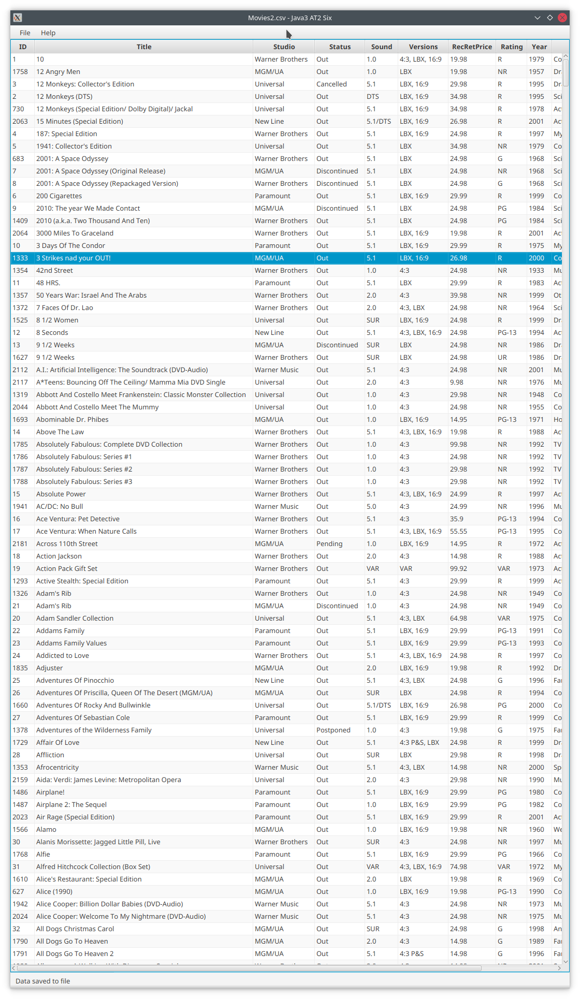 Movies2.csv - Java3 AT2 Six
File Help
ID Title Studio Status Sound Versions RecRetPrice Rating Year
1 10 Warner Brothers Out 1.0 4:3, LBX, 16:9 19.98 R 1979 Co
1758 12 Angry Men MGM/UA Out 1.0 LBX 19.98 NR 1957 Dr
3 12 Monkeys: Collector's Edition Universal Cancelled 5.1 LBX, 16:9 29.98 R 1995 Dr
2 12 Monkeys (DTS) Universal Out DTS LBX, 16:9 34.98 R 1995 Sci
730 12 Monkeys (Special Edition/ Dolby Digital)/ Jackal Universal Out 5.1 LBX, 16:9 34.98 R 1978 Ac
2063 15 Minutes (Special Edition) New Line Out 5.1/DTS LBX, 16:9 26.98 R 2001 Ac
4 187: Special Edition Warner Brothers Out 5.1 LBX, 16:9 24.98 R 1997 My
5 1941: Collector's Edition Universal Out 5.1 LBX 34.98 NR 1979 Co
683 2001: A Space Odyssey Warner Brothers Out 5.1 LBX 24.98 G 1968 Sci
7 2001: A Space Odyssey (Original Release) MGM/UA Discontinued 5.1 LBX 24.98 NR 1968 Sci
8 2001: A Space Odyssey (Repackaged Version) Warner Brothers Discontinued 5.1 LBX 24.98 G 1968 Sci
6 200 Cigarettes Paramount Out 5.1 LBX, 16:9 29.99 R 1999 Co
9 2010: The year We Made Contact MGM/UA Discontinued 5.1 LBX 24.98 PG 1984 Sci
1409 2010 (a.k.a. Two Thousand And Ten) Warner Brothers Out 5.1 LBX 24.98 PG 1984 Sci
2064 3000 Miles To Graceland Warner Brothers Out 5.1 LBX, 16:9 19.98 R 2001 Ac
10 3 Days Of The Condor Paramount Out 5.1 LBX, 16:9 29.99 R 1975 My
1333 3 Strikes nad your OUT! MGM/UA Out 5.1 LBX, 16:9 26.98 R 2000 Co
1354 42nd Street Warner Brothers Out 1.0 4:3 24.98 NR 1933 Mu
11 48 HRS. Paramount Out 5.1 LBX 29.99 R 1983 Ac
1357 50 Years War: Israel And The Arabs Warner Brothers Out 2.0 4:3 39.98 NR 1999 Ot
1372 7 Faces Of Dr. Lao Warner Brothers Out 2.0 4:3, LBX 24.98 NR 1964 Sci
1525 8 1/2 Women Universal Out SUR LBX, 16:9 24.98 R 1999 Dr
12 8 Seconds New Line Out 5.1 4:3, LBX, 16:9 24.98 PG-13 1994 Ac
13 9 1/2 Weeks MGM/UA Discontinued SUR LBX 24.98 NR 1986 Dr
1627 9 1/2 Weeks Warner Brothers Out SUR LBX 24.98 UR 1986 Dr
2112 A.I.: Artificial Intelligence: The Soundtrack (DVD-Audio) Warner Music Out 5.1 4:3 24.98 NR 2001 Mu
2117 A*Teens: Bouncing Off The Ceiling/ Mamma Mia DVD Single Universal Out 2.0 4:3 9.98 NR 1976 Mu
1319 Abbott And Costello Meet Frankenstein: Classic Monster Collection Universal Out 1.0 4:3 29.98 NR 1948 Co
2044 Abbott And Costello Meet The Mummy Universal Out 1.0 4:3 24.98 NR 1955 Co
1693 Abominable Dr. Phibes MGM/UA Out 1.0 LBX, 16:9 14.95 PG-13 1971 Ho
14 Above The Law Warner Brothers Out 5.1 4:3, LBX, 16:9 19.98 R 1988 Ac
1785 Absolutely Fabulous: Complete DVD Collection Warner Brothers Out 1.0 4:3 99.98 NR 1992 TV
1786 Absolutely Fabulous: Series #1 Warner Brothers Out 1.0 4:3 24.98 NR 1992 TV
1787 Absolutely Fabulous: Series #2 Warner Brothers Out 1.0 4:3 29.98 NR 1992 TV
1788 Absolutely Fabulous: Series #3 Warner Brothers Out 1.0 4:3 29.98 NR 1992 TV
15 Absolute Power Warner Brothers Out 5.1 4:3, LBX, 16:9 24.99 R 1997 Ac
1941 AC/DC: No Bull Warner Music Out 5.0 4:3 24.99 NR 1996 Mu
16 Ace Ventura: Pet Detective Warner Brothers Out 5.1 4:3 35.9 PG-13 1994 Co
17 Ace Ventura: When Nature Calls Warner Brothers Out 5.1 4:3, LBX, 16:9 55.55 PG-13 1995 Co
2181 Across 110th Street MGM/UA Pending 1.0 LBX, 16:9 14.95 R 1972 Ac
18 Action Jackson Warner Brothers Out 2.0 4:3 14.98 R 1988 Ac
19 Action Pack Gift Set Warner Brothers Out VAR VAR 99.92 VAR 1973 Ac
1293 Active Stealth: Special Edition Paramount Out 5.1 4:3 29.99 R 1999 Ac
1326 Adam's Rib Warner Brothers Out 1.0 4:3 24.98 NR 1949 Co
21 Adam's Rib MGM/UA Discontinued 1.0 4:3 24.98 NR 1949 Co
20 Adam Sandler Collection Universal Out 5.1 4:3, LBX 64.98 VAR 1975 Co
22 Addams Family Paramount Out 5.1 LBX, 16:9 29.99 PG-13 1991 Co
23 Addams Family Values Paramount Out 5.1 LBX, 16:9 29.99 PG-13 1993 Co
24 Addicted to Love Warner Brothers Out 5.1 4:3, LBX, 16:9 24.98 R 1997 Co
1835 Adjuster MGM/UA Out 2.0 LBX, 16:9 19.98 R 1992 Dr
25 Adventures Of Pinocchio New Line Out 5.1 4:3, LBX 24.98 G 1996 Fa
26 Adventures Of Priscilla, Queen Of The Desert (MGM/UA) MGM/UA Out SUR LBX 24.98 R 1994 Co
1660 Adventures Of Rocky And Bullwinkle Universal Out 5.1/DTS LBX, 16:9 26.98 PG 2000 Co
27 Adventures Of Sebastian Cole Paramount Out 5.1 LBX, 16:9 29.99 R 1999 Co
1378 Adventures of the Wilderness Family Universal Postponed 1.0 4:3 19.98 G 1975 Fa
1729 Affair Of Love New Line Out 5.1 4:3 P&S, LBX 24.98 R 1999 Dr
28 Affliction Universal Out SUR LBX 29.98 R 1998 Dr
1353 Afrocentricity Warner Music Out 5.1 4:3, LBX 14.98 NR 2000 Sp
2159 Aida: Verdi: James Levine: Metropolitan Opera Universal Out 2.0 4:3 29.98 NR 1990 Mu
1486 Airplane! Paramount Out 5.1 LBX, 16:9 29.99 PG 1980 Co
1487 Airplane 2: The Sequel Paramount Out 1.0 LBX, 16:9 29.99 PG 1982 Co
2023 Air Rage (Special Edition) Paramount Out 5.1 LBX, 16:9 29.99 R 2001 Ac
1566 Alamo MGM/UA Out 1.0 LBX, 16:9 19.98 NR 1960 We
30 Alanis Morissette: Jagged Little Pill, Live Warner Brothers Out SUR 4:3 24.98 NR 1997 Mu
1768 Alfie Paramount Out 5.1 LBX, 16:9 29.99 PG 1966 Co
31 Alfred Hitchcock Collection (Box Set) Universal Out VAR 4:3, LBX, 16:9 74.98 VAR 1972 My
1610 Alice's Restaurant: Special Edition MGM/UA Out 2.0 LBX 19.98 R 1969 Co
627 Alice (1990) MGM/UA Out 1.0 LBX, 16:9 19.98 PG-13 1990 Co
1942 Alice Cooper: Billion Dollar Babies (DVD-Audio) Warner Music Out 5.1 4:3 24.98 NR 1973 Mu
2024 Alice Cooper: Welcome To My Nightmare (DVD-Audio) Warner Music Out 5.1 4:3 24.98 NR 1975 Mu
32 All Dogs Christmas Carol MGM/UA Out SUR 4:3 24.98 G 1998 An
1790 All Dogs Go To Heaven MGM/UA Out 2.0 4:3 14.98 G 1989 Fa
1791 All Dogs Go To Heaven 2 MGM/UA Out 5.1 4:3 P&S 14.98 G 1996 Fa
Data saved to file